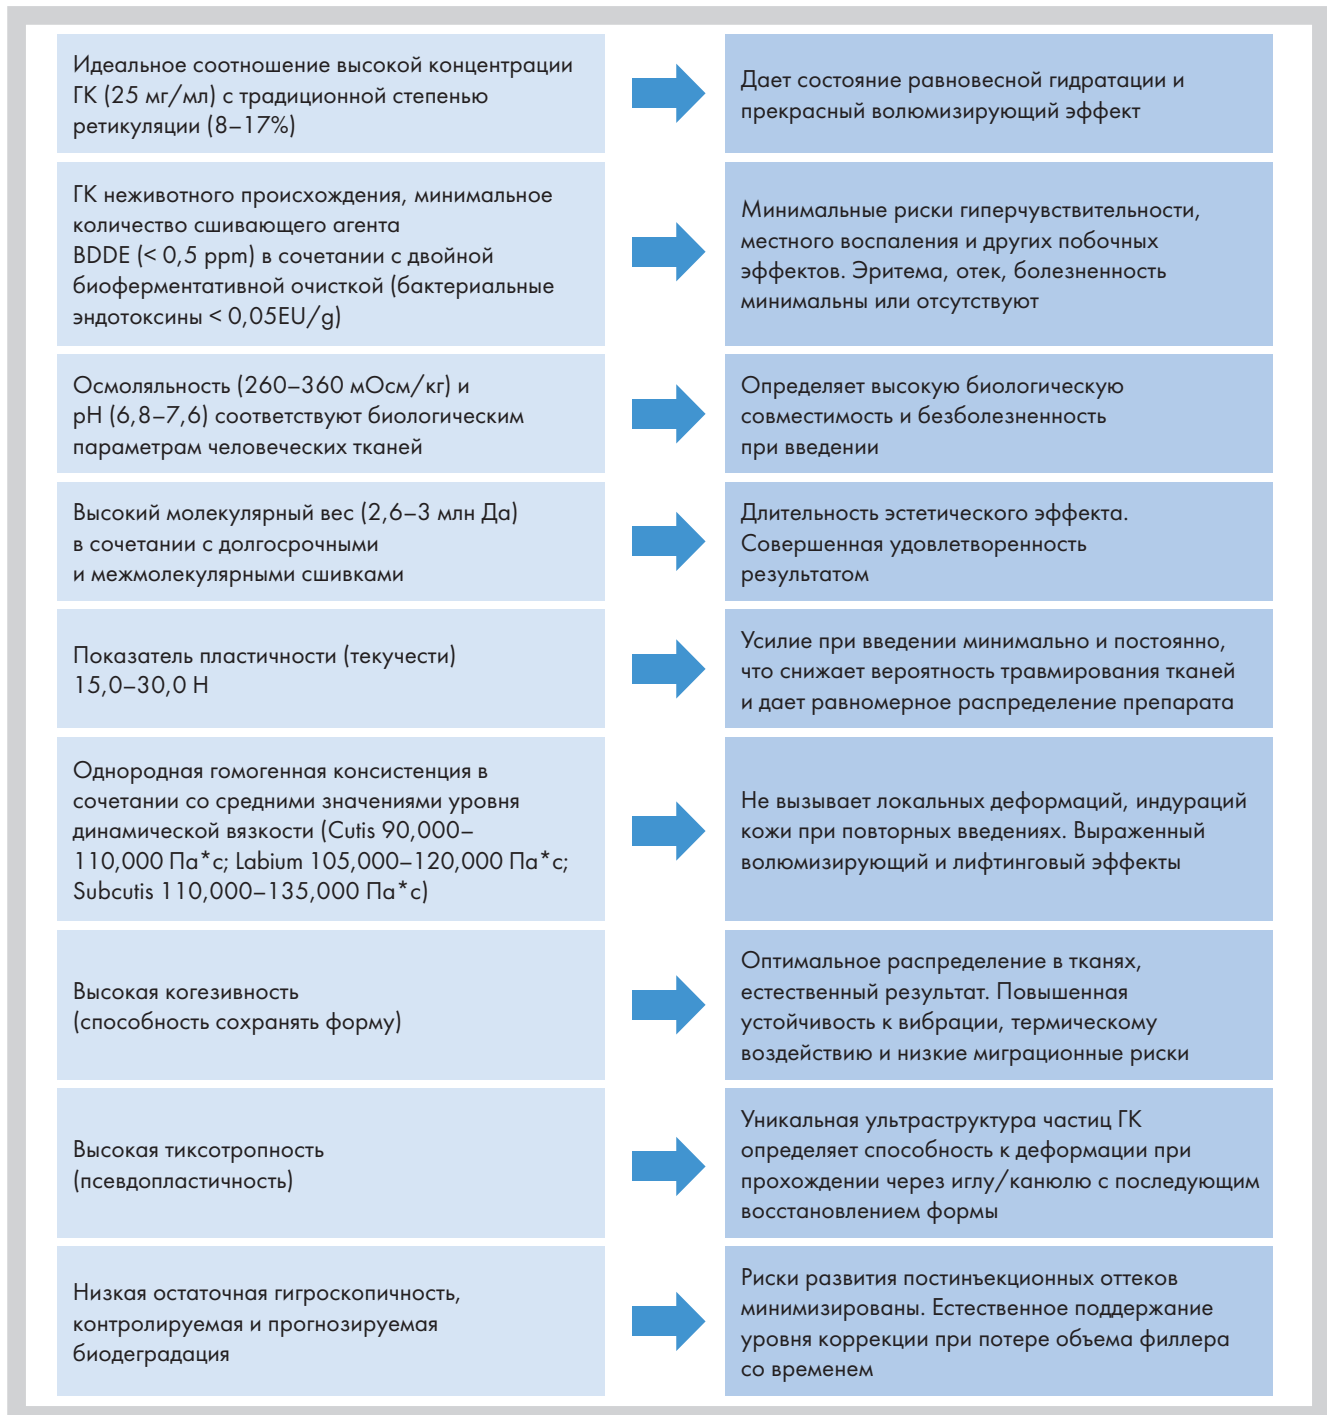 Идеальное соотношение высокой концентрации
ГК (25 мг/мл) с традиционной степенью
ретикуляции (8–17%)
Дает состояние равновесной гидратации и
прекрасный волюмизирующий эффект
ГК неживотного происхождения, минимальное
количество сшивающего агента
BDDE (< 0,5 ppm) в сочетании с двойной
биоферментативной очисткой (бактериальные
эндотоксины < 0,05EU/g)
Минимальные риски гиперчувствительности,
местного воспаления и других побочных
эффектов. Эритема, отек, болезненность
минимальны или отсутствуют
Осмоляльность (260–360 мОсм/кг) и
pH (6,8–7,6) соответствуют биологическим
параметрам человеческих тканей
Определяет высокую биологическую
совместимость и безболезненность
при введении
Высокий молекулярный вес (2,6–3 млн Да)
в сочетании с долгосрочными
и межмолекулярными сшивками
Длительность эстетического эффекта.
Совершенная удовлетворенность
результатом
Показатель пластичности (текучести)
15,0–30,0 Н
Усилие при введении минимально и постоянно,
что снижает вероятность травмирования тканей
и дает равномерное распределение препарата
Однородная гомогенная консистенция в
сочетании со средними значениями уровня
динамической вязкости (Cutis 90,000–
110,000 Па*с; Labium 105,000–120,000 Па*с;
Subcutis 110,000–135,000 Па*с)
Не вызывает локальных деформаций, индураций
кожи при повторных введениях. Выраженный
волюмизирующий и лифтинговый эффекты
Высокая когезивность
(способность сохранять форму)
Оптимальное распределение в тканях,
естественный результат. Повышенная
устойчивость к вибрации, термическому
воздействию и низкие миграционные риски
Высокая тиксотропность
(псевдопластичность)
Уникальная ультраструктура частиц ГК
определяет способность к деформации при
прохождении через иглу/канюлю с последующим
восстановлением формы
Низкая остаточная гигроскопичность,
контролируемая и прогнозируемая
биодеградация
Риски развития постинъекционных оттеков
минимизированы. Естественное поддержание
уровня коррекции при потере объема филлера
со временем